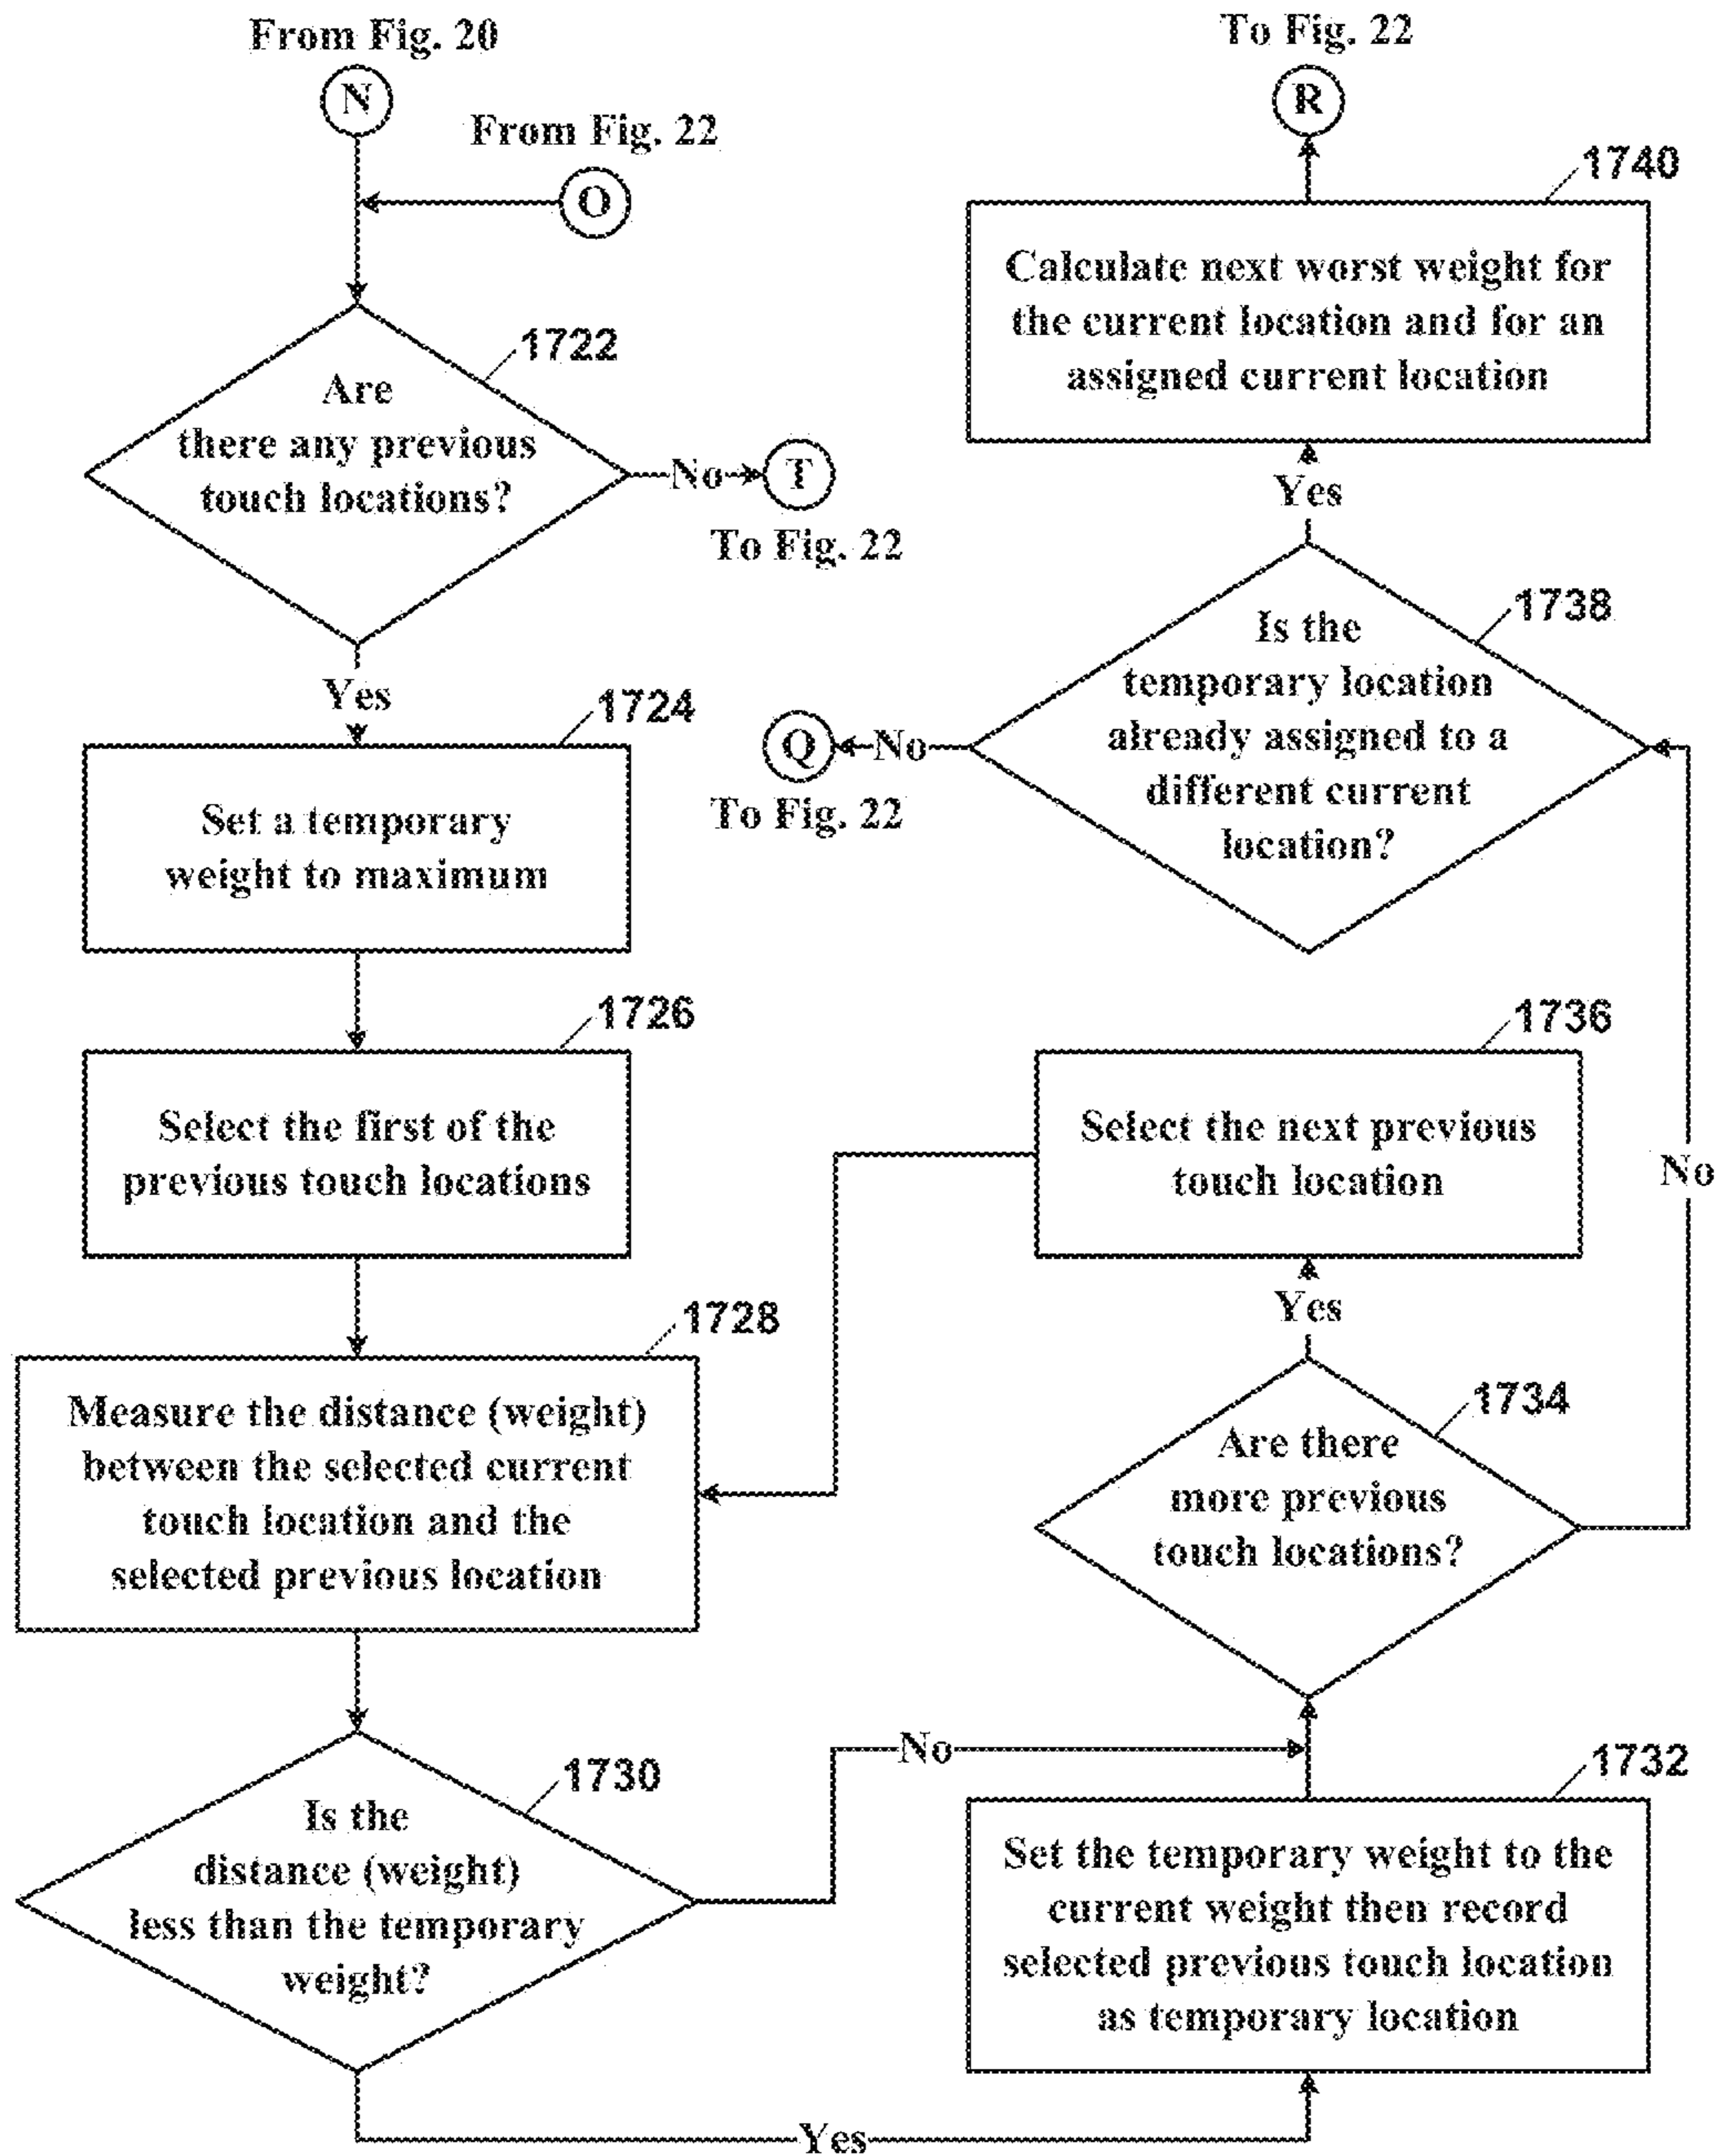 From Fig. 20
N
From Fig. 22
O
1722
Are
there any previous
touch locations?
No
T
To Fig. 22
Yes
1724
Set a temporary
weight to maximum
1726
Select the first of the
previous touch locations
1728
Measure the distance (weight)
between the selected current
touch location and the
selected previous location
1730
Is the
distance (weight)
less than the temporary
weight?
No
Yes
1732
Set the temporary weight to the
current weight then record
selected previous touch location
as temporary location
1734
Are there
more previous
touch locations?
Yes
No
1736
Select the next previous
touch location
1738
Is the
temporary location
already assigned to a
different current
location?
No
Q
To Fig. 22
Yes
1740
Calculate next worst weight for
the current location and for an
assigned current location
R
To Fig. 22